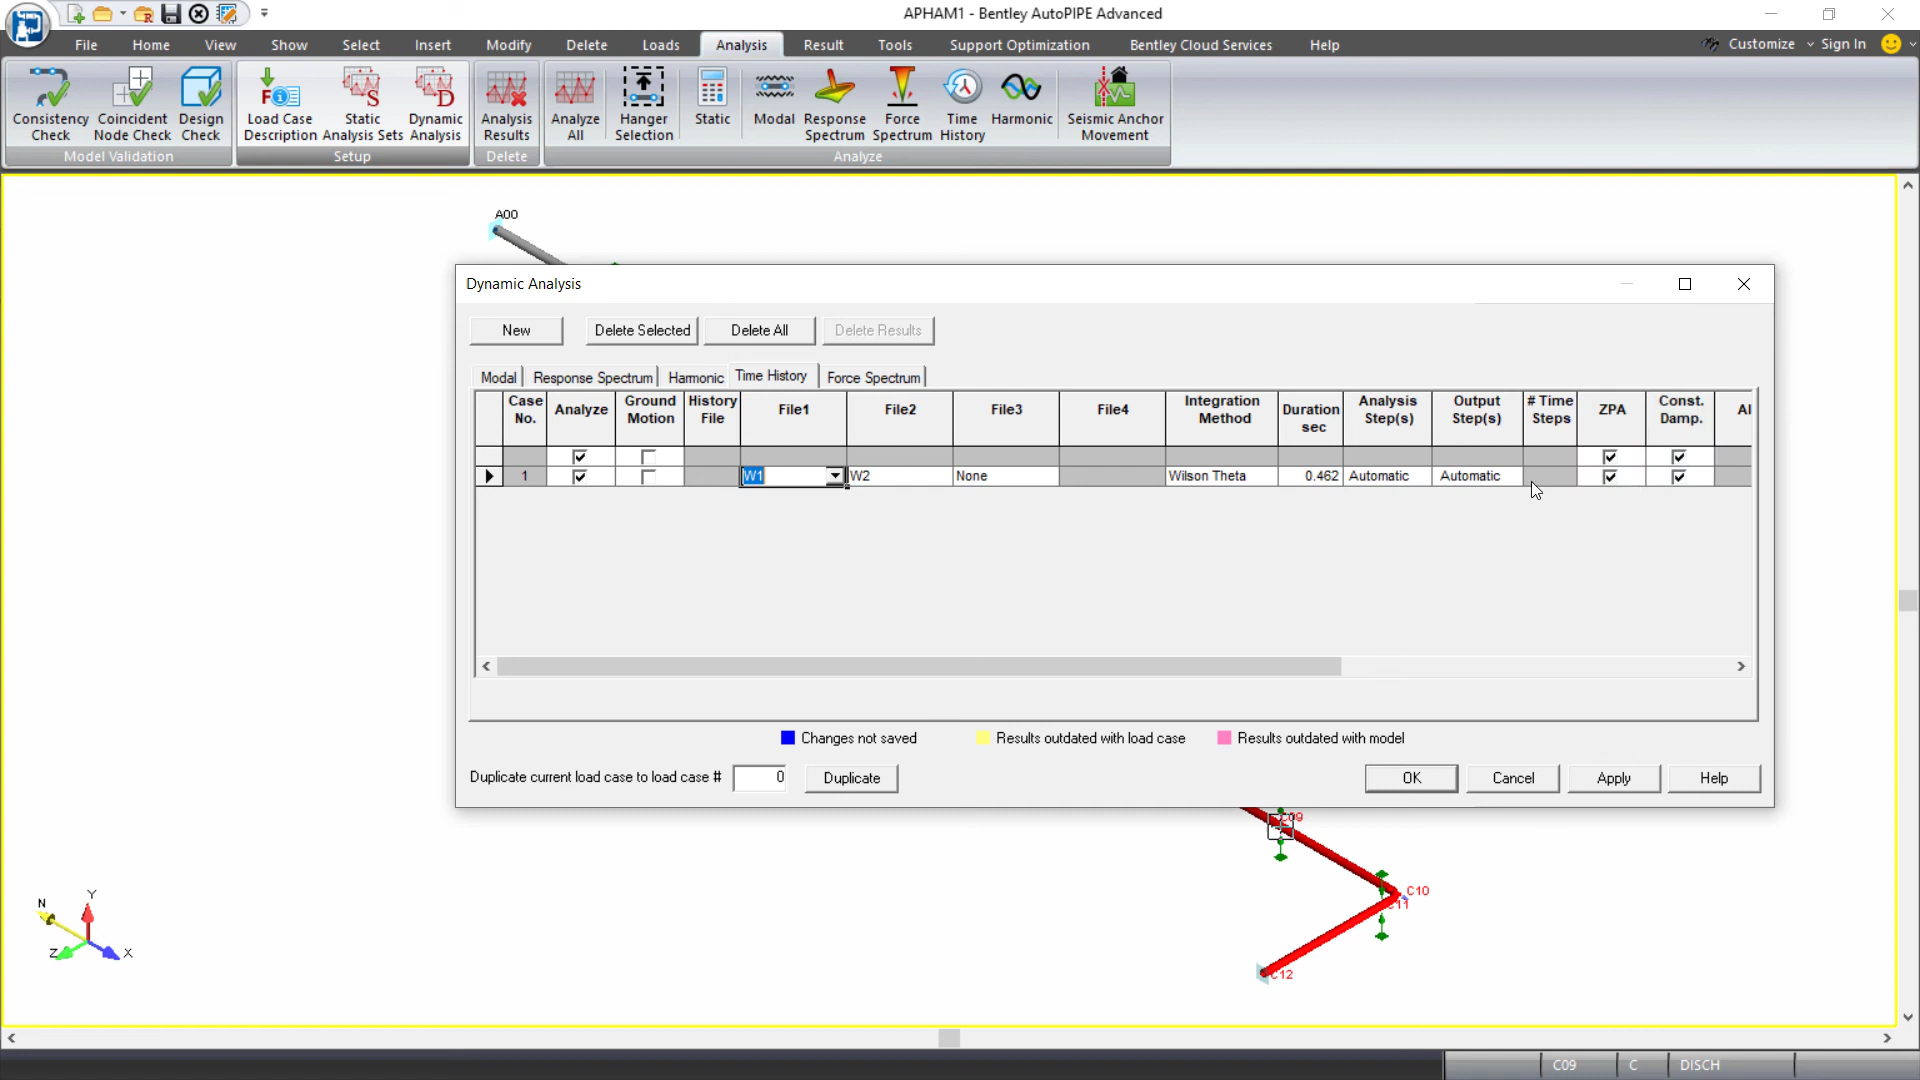 APHAM1 - Bentley AutoPIPE Advanced
File Home View Show Select Insert Modify Delete Loads Analysis Result Tools Support Optimization Bentley Cloud Services Help Customize Sign In
Consistency Check
Coincident Node Check
Design Check
Model Validation
Load Case Description
Static Analysis Sets
Dynamic Analysis
Setup
Analysis Results
Delete
Analyze All
Hanger Selection
Static
Modal
Response Spectrum
Force Spectrum
Time History
Harmonic
Seismic Anchor Movement
Analyze
A00
Dynamic Analysis
New Delete Selected Delete All Delete Results
Modal Response Spectrum Harmonic Time History Force Spectrum
Case No. Analyze Ground Motion History File File1 File2 File3 File4 Integration Method Duration sec Analysis Step(s) Output Step(s) # Time Steps ZPA Const. Damp. Al
1 W1 W2 None Wilson Theta 0.462 Automatic Automatic
Changes not saved Results outdated with load case Results outdated with model
Duplicate current load case to load case # 0 Duplicate OK Cancel Apply Help
C09
C10
C11
C12
N Y Z X
C09 C DISCH